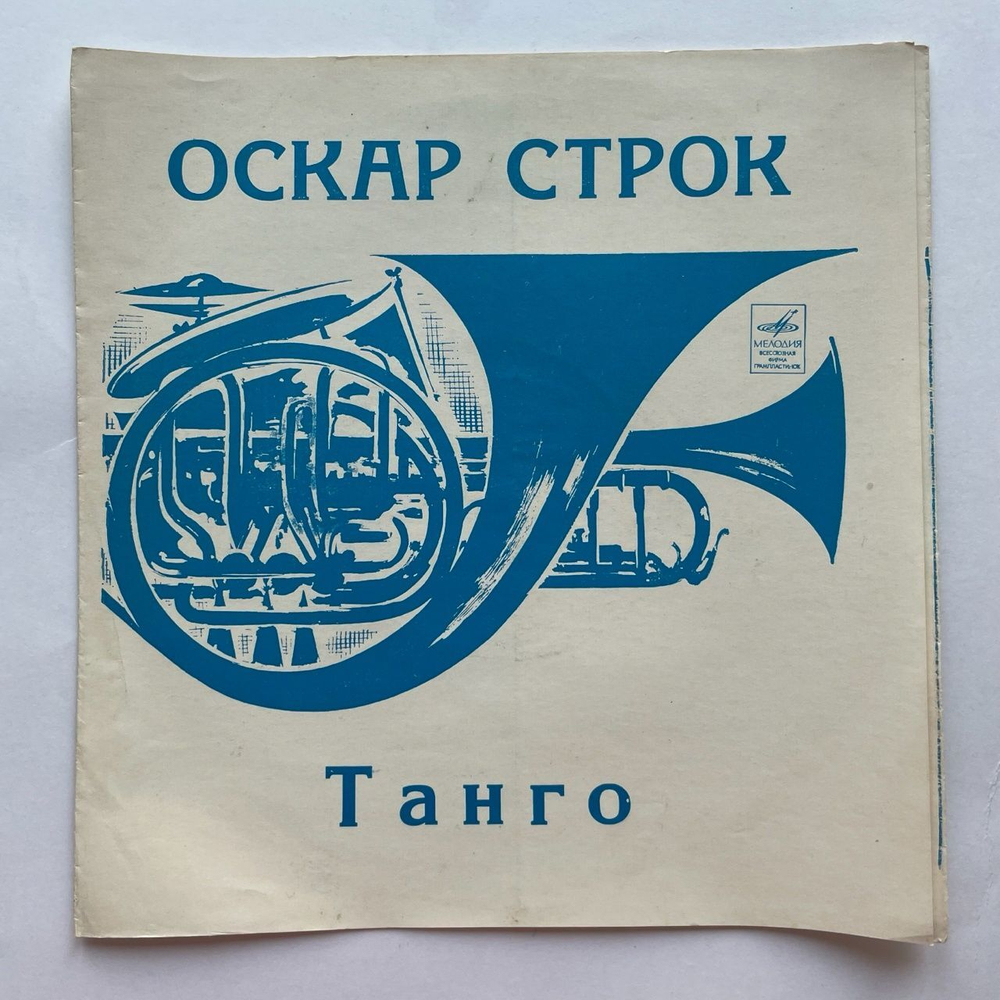 ОСКАР СТРОК
МЕЛОДИЯ
ВСЕСОЮЗНАЯ
ФИРМА
ГРАМПЛАСТИНОК
Танго